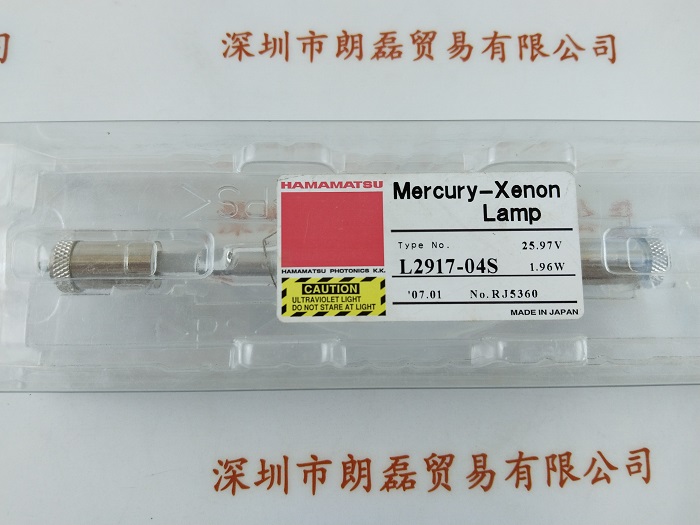 司
深圳市朗磊贸易有限公司
HAMAMATSU
HAMAMATSU PHOTONICS K.K.
CAUTION
ULTRAVIOLET LIGHT
DO NOT STARE AT LIGHT
Mercury-Xenon
Lamp
Type No. 25.97V
L2917-04S 1.96W
'07.01 No.RJ5360
MADE IN JAPAN
深圳市朗磊贸易有限公司